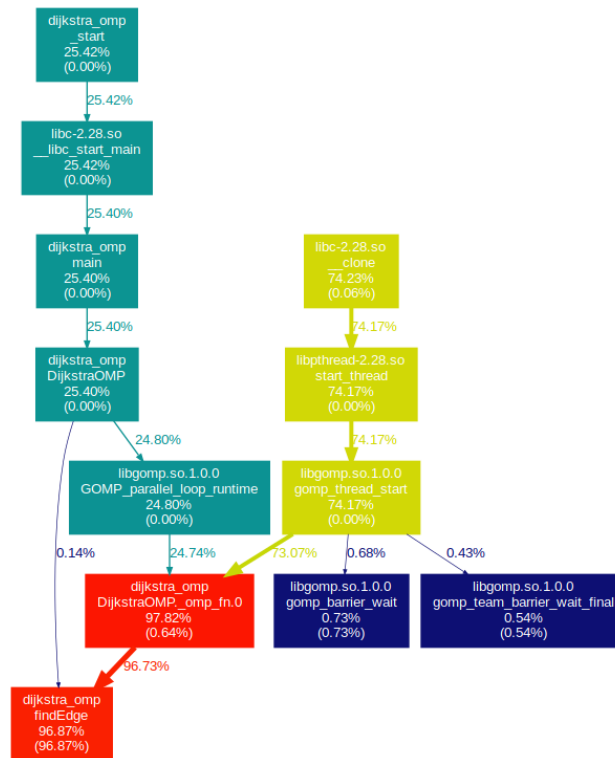 dijkstra_omp
_start
25.42%
(0.00%)
25.42%
libc-2.28.so
__libc_start_main
25.42%
(0.00%)
25.40%
dijkstra_omp
main
25.40%
(0.00%)
libc-2.28.so
__clone
74.23%
(0.06%)
25.40%
74.17%
dijkstra_omp
DijkstraOMP
25.40%
(0.00%)
libpthread-2.28.so
start_thread
74.17%
(0.00%)
24.80%
74.17%
libgomp.so.1.0.0
GOMP_parallel_loop_runtime
24.80%
(0.00%)
libgomp.so.1.0.0
gomp_thread_start
74.17%
(0.00%)
0.14%
24.74%
73.07%
0.68%
0.43%
dijkstra_omp
DijkstraOMP._omp_fn.0
97.82%
(0.64%)
libgomp.so.1.0.0
gomp_barrier_wait
0.73%
(0.73%)
libgomp.so.1.0.0
gomp_team_barrier_wait_final
0.54%
(0.54%)
96.73%
dijkstra_omp
findEdge
96.87%
(96.87%)